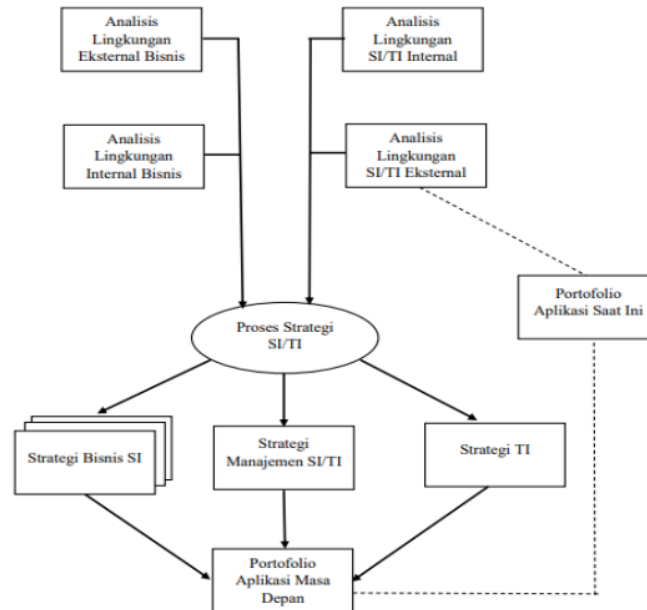 Analisis
Lingkungan
Eksternal Bisnis
Analisis
Lingkungan
SI/TI Internal
Analisis
Lingkungan
Internal Bisnis
Analisis
Lingkungan
SI/TI Eksternal
Portofolio
Aplikasi Saat Ini
Proses Strategi
SI/TI
Strategi Bisnis SI
Strategi
Manajemen SI/TI
Strategi TI
Portofolio
Aplikasi Masa
Depan